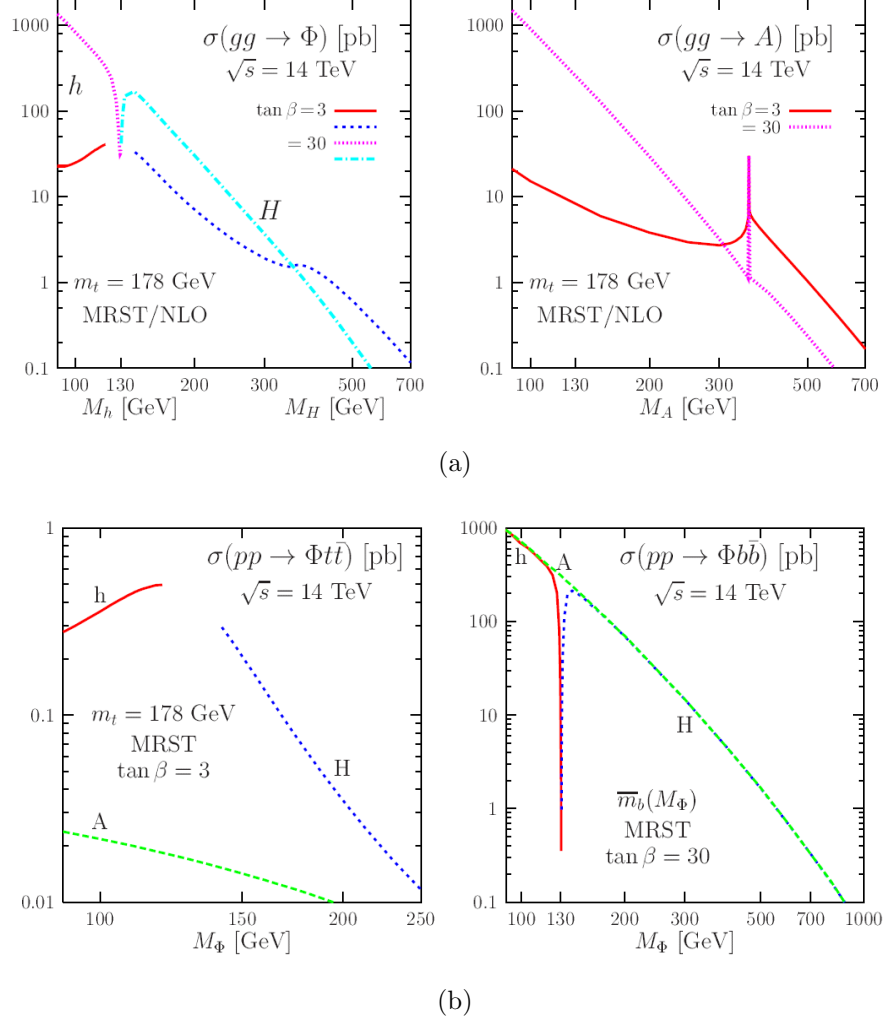 σ(gg → Φ) [pb]
√s = 14 TeV
tan β = 3
= 30
h
H
m_t = 178 GeV
MRST/NLO
1000
100
10
1
0.1
100
130
200
300
500
700
M_h [GeV]
M_H [GeV]
σ(gg → A) [pb]
√s = 14 TeV
tan β = 3
= 30
m_t = 178 GeV
MRST/NLO
1000
100
10
1
0.1
100
130
200
300
500
700
M_A [GeV]
(a)
σ(pp → Φtt̄) [pb]
√s = 14 TeV
h
m_t = 178 GeV
MRST
tan β = 3
H
A
1
0.1
0.01
100
150
200
250
M_Φ [GeV]
σ(pp → Φbb̄) [pb]
√s = 14 TeV
h
A
H
m̅_b(M_Φ)
MRST
tan β = 30
1000
100
10
1
0.1
100
130
200
300
500
700
1000
M_Φ [GeV]
(b)